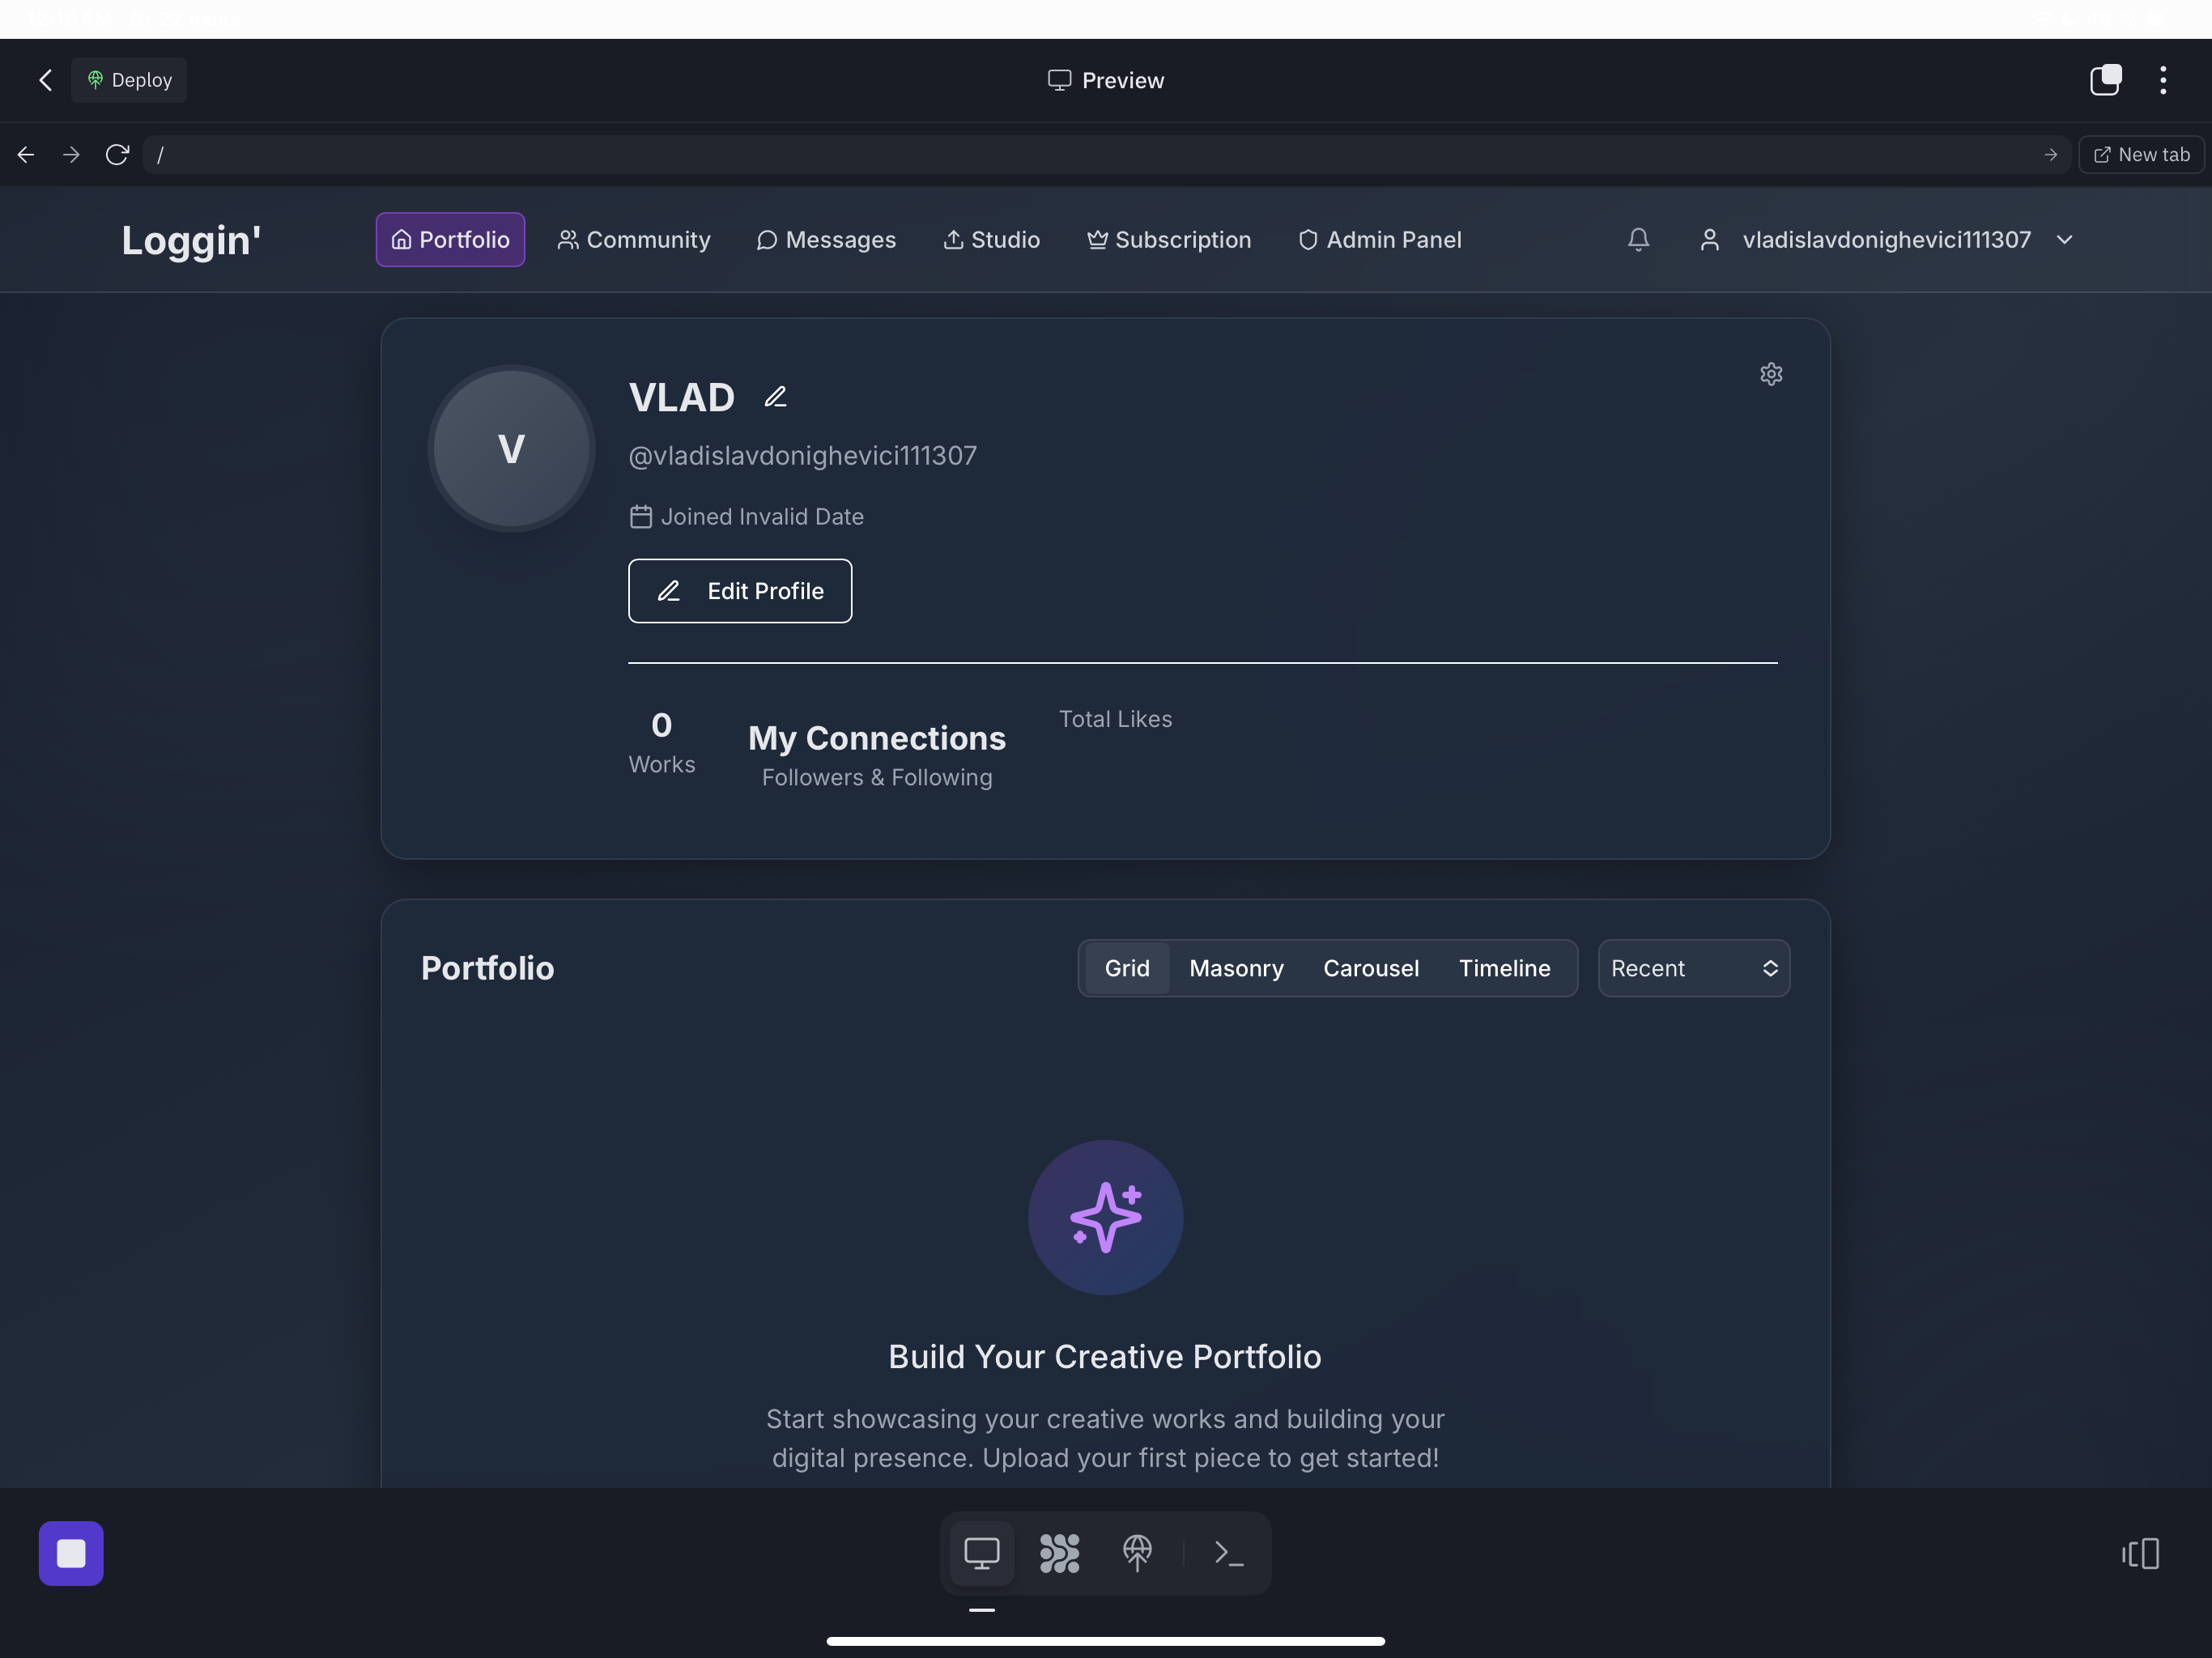 Deploy
Preview
/
New tab
Loggin'
Portfolio
Community
Messages
Studio
Subscription
Admin Panel
vladislavdonighevici111307
V
VLAD
@vladislavdonighevici111307
Joined Invalid Date
Edit Profile
0
Works
My Connections
Followers & Following
Total Likes
Portfolio
Grid
Masonry
Carousel
Timeline
Recent
Build Your Creative Portfolio
Start showcasing your creative works and building your
digital presence. Upload your first piece to get started!